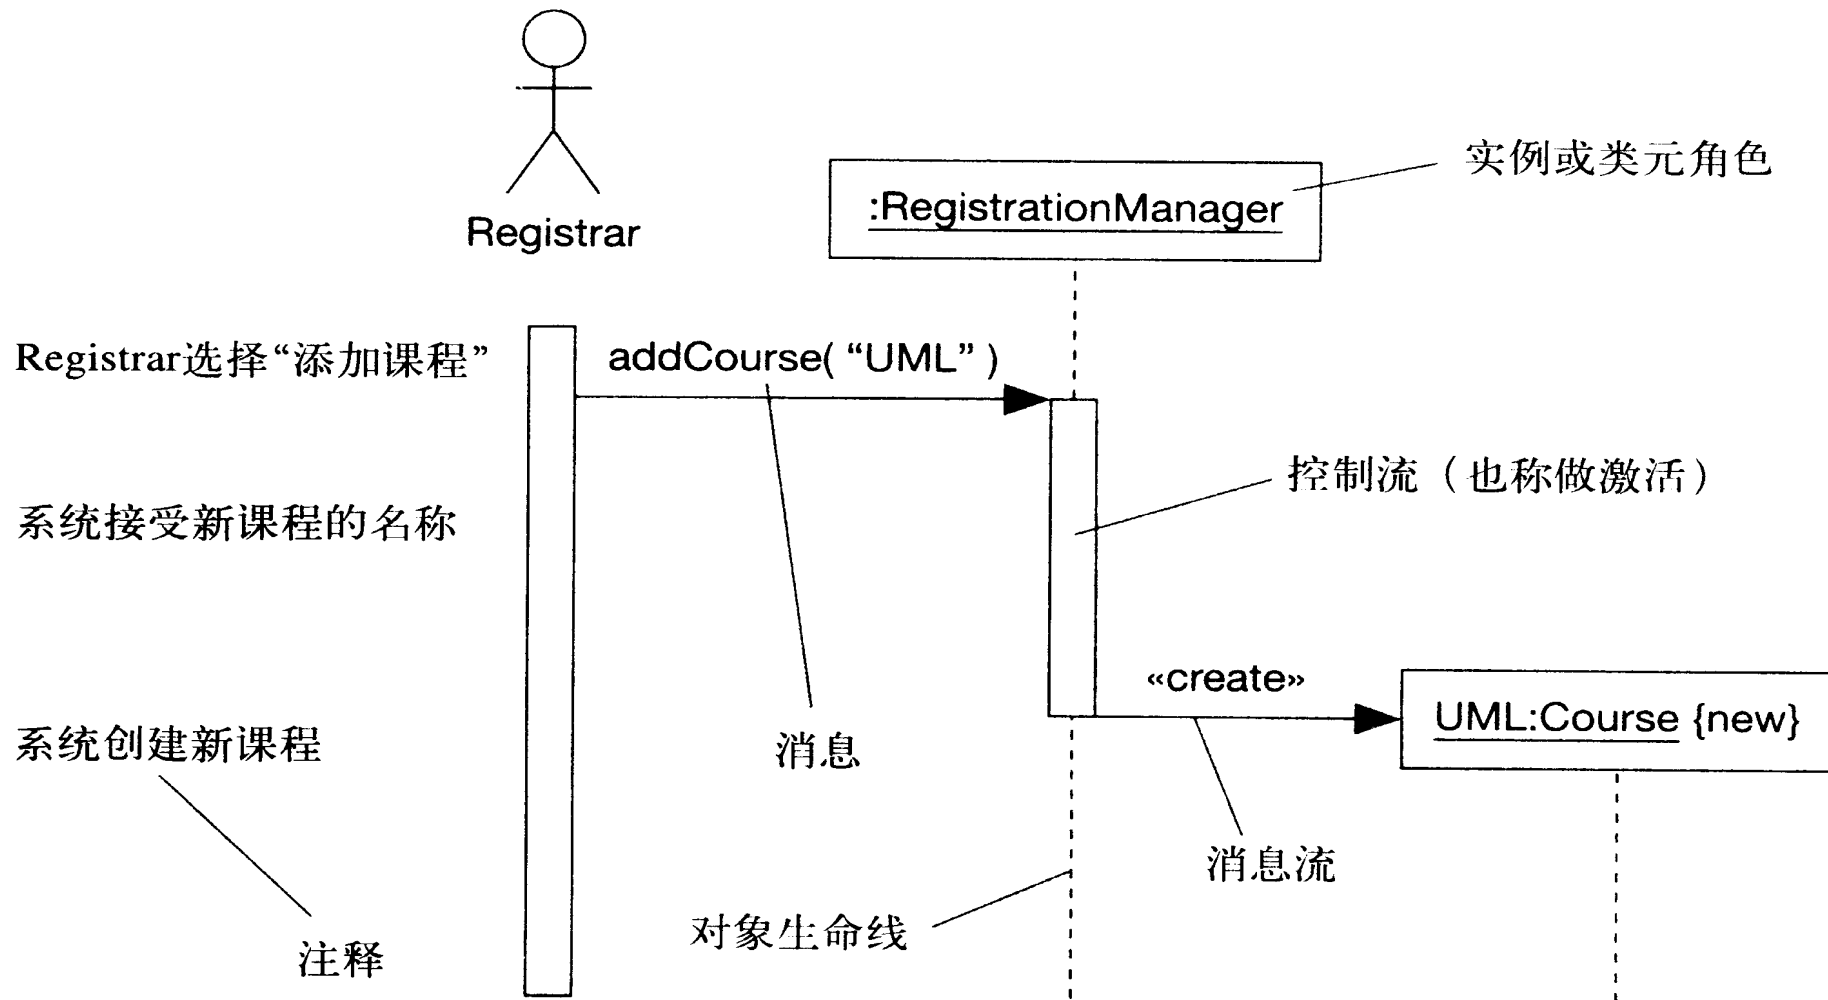 实例或类元角色
:RegistrationManager
Registrar
Registrar选择“添加课程”
addCourse( “UML” )
控制流（也称做激活）
系统接受新课程的名称
«create»
UML:Course {new}
系统创建新课程
消息
消息流
对象生命线
注释